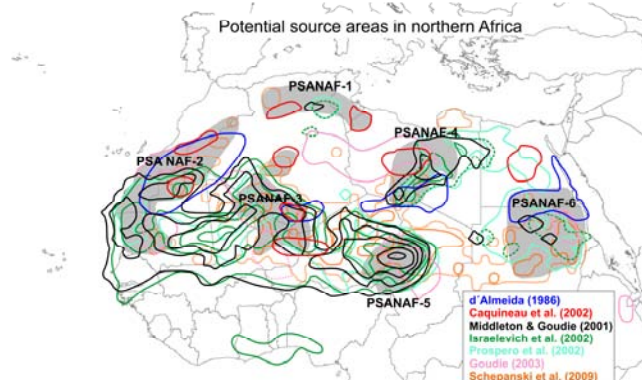 Potential source areas in northern Africa
PSANAF-1
PSANAF-4
PSA NAF-2
PSANAF-3
PSANAF-6
PSANAF-5
d´Almeida (1986)
Caquineau et al. (2002)
Middleton & Goudie (2001)
Israelevich et al. (2002)
Prospero et al. (2002)
Goudie (2003)
Schepanski et al. (2009)